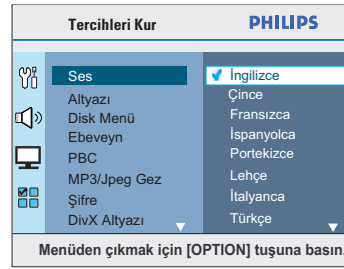 Tercihleri Kur PHILIPS
Ses
Altyazı
Disk Menü
Ebeveyn
PBC
MP3/Jpeg Gez
Şifre
DivX Altyazı
İngilizce
Çince
Fransızca
İspanyolca
Portekizce
Lehçe
İtalyanca
Türkçe
Menüden çıkmak için [OPTION] tuşuna basın.